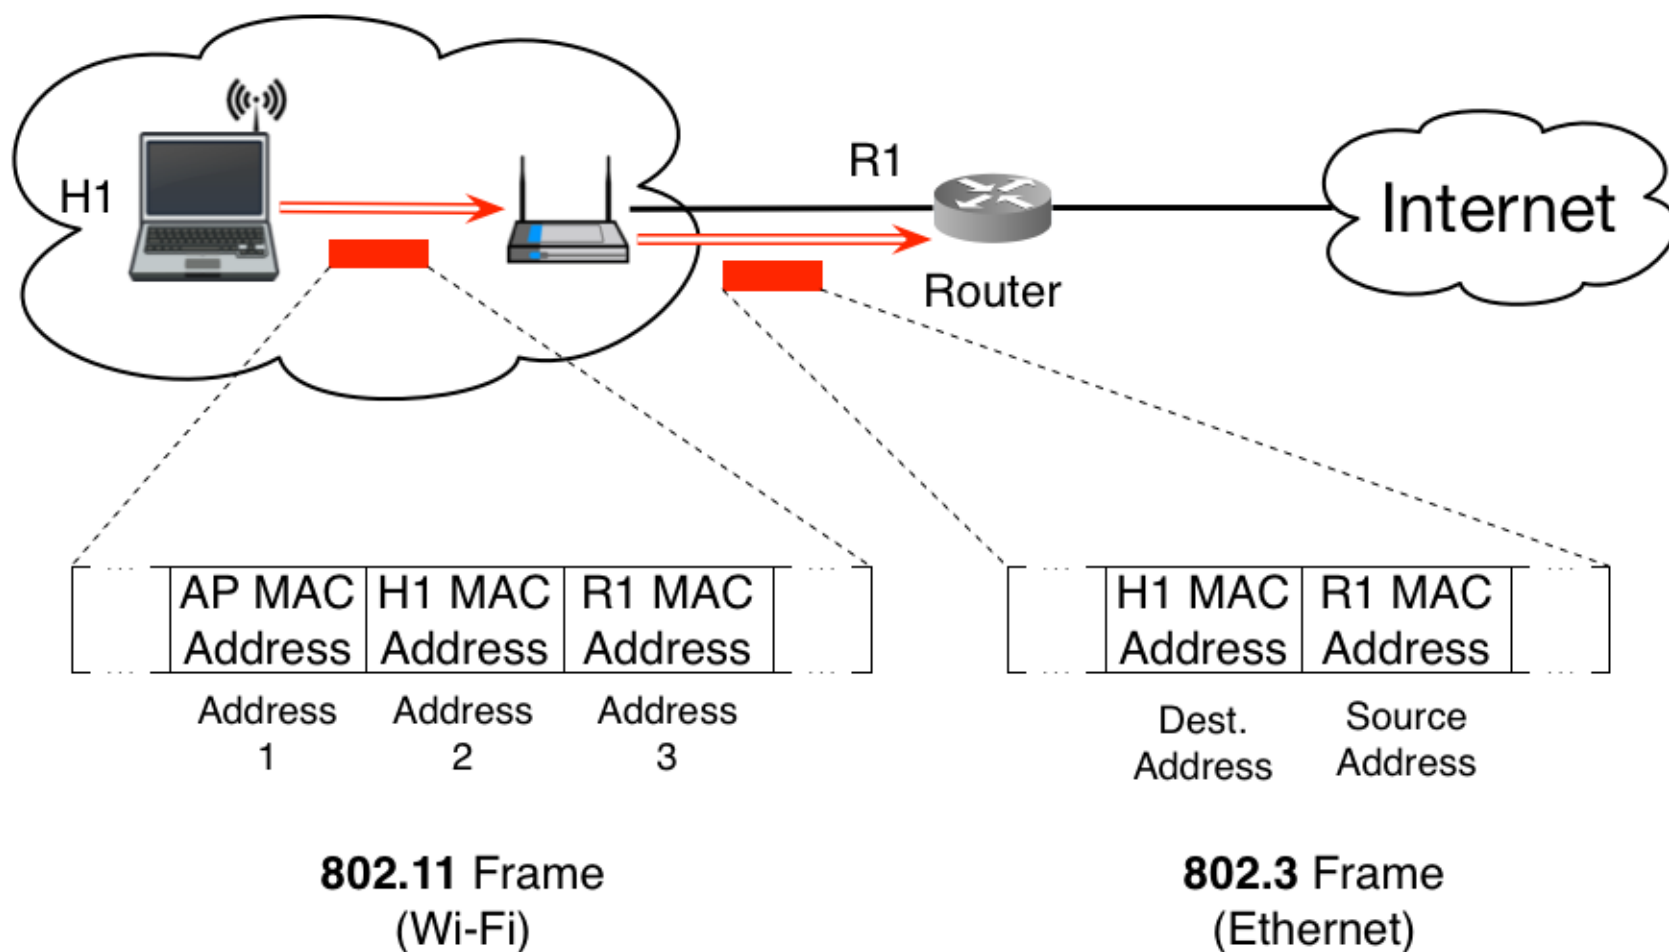 H1
R1
Router
Internet
AP MAC Address
H1 MAC Address
R1 MAC Address
Address 1
Address 2
Address 3
802.11 Frame
(Wi-Fi)
H1 MAC Address
R1 MAC Address
Dest. Address
Source Address
802.3 Frame
(Ethernet)